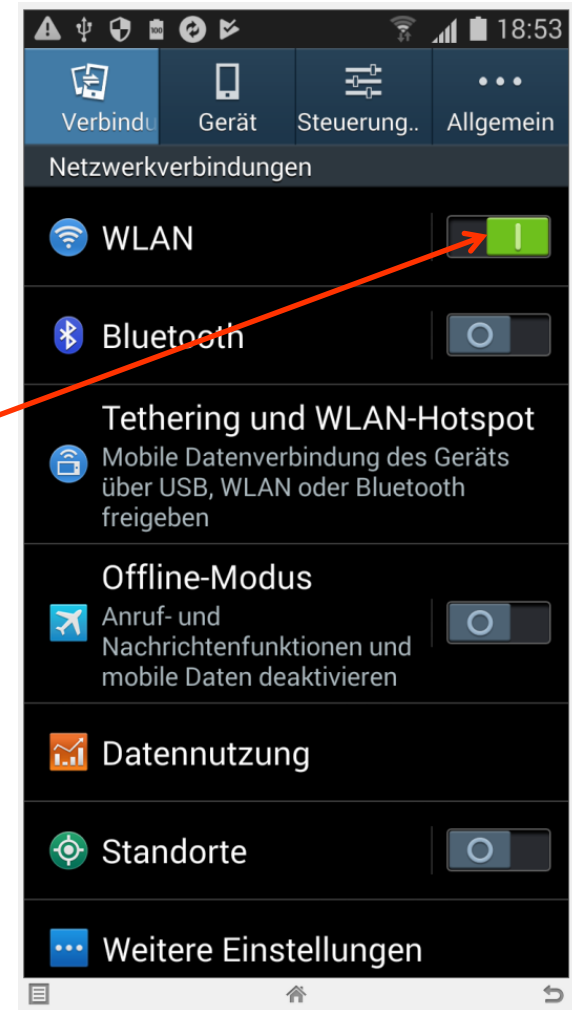 18:53
Verbindu Gerät Steuerung.. Allgemein
Netzwerkverbindungen
WLAN
Bluetooth
Tethering und WLAN-Hotspot
Mobile Datenverbindung des Geräts
über USB, WLAN oder Bluetooth
freigeben
Offline-Modus
Anruf- und
Nachrichtenfunktionen und
mobile Daten deaktivieren
Datennutzung
Standorte
Weitere Einstellungen